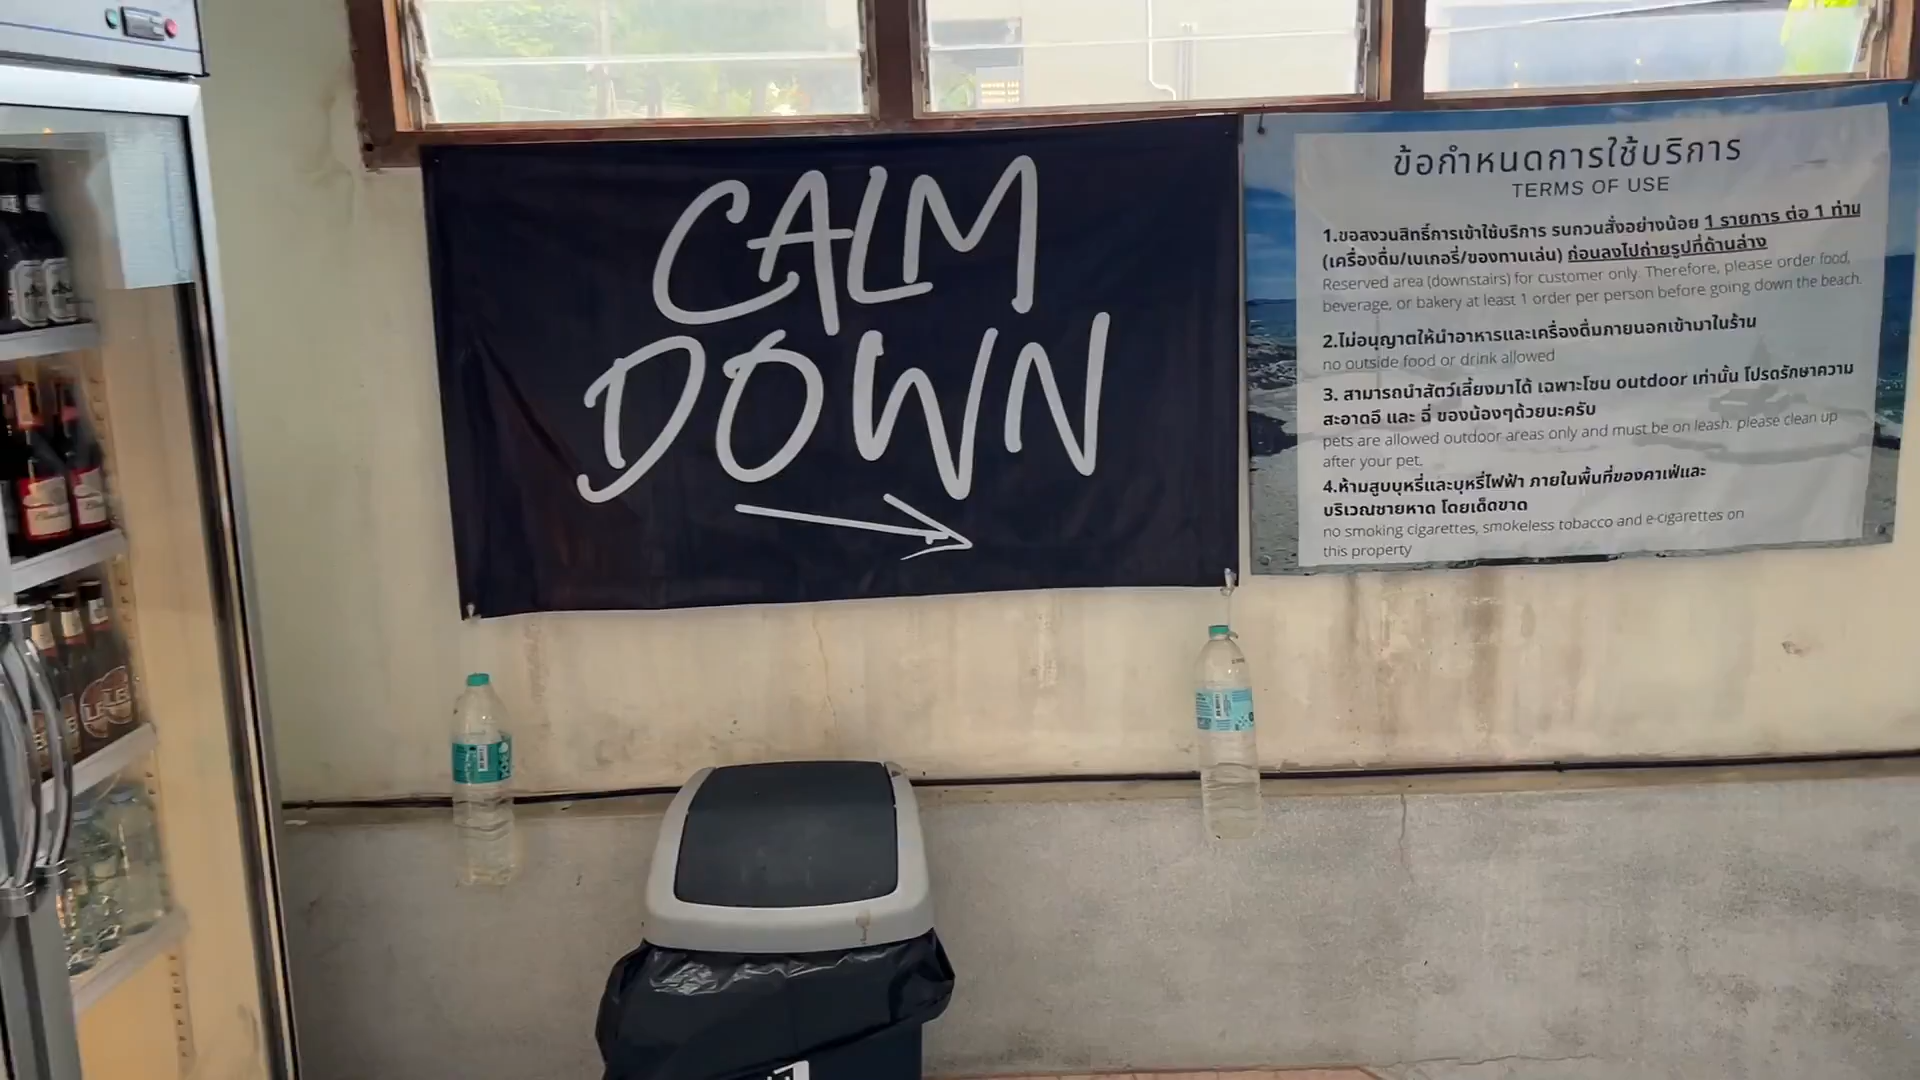 CALM
DOWN
ข้อกำหนดการใช้บริการ
TERMS OF USE
1.ขอสงวนสิทธิ์การเข้าใช้บริการ รบกวนสั่งอย่างน้อย 1 รายการ ต่อ 1 ท่าน
(เครื่องดื่ม/เบเกอรี่/ของทานเล่น) ก่อนลงไปถ่ายรูปที่ด้านล่าง
Reserved area (downstairs) for customer only. Therefore, please order food,
beverage, or bakery at least 1 order per person before going down the beach.
2.ไม่อนุญาตให้นำอาหารและเครื่องดื่มภายนอกเข้ามาในร้าน
no outside food or drink allowed
3. สามารถนำสัตว์เลี้ยงมาได้ เฉพาะโซน outdoor เท่านั้น โปรดรักษาความ
สะอาดอึ และ ฉี่ ของน้องๆด้วยนะครับ
pets are allowed outdoor areas only and must be on leash. please clean up
after your pet.
4.ห้ามสูบบุหรี่และบุหรี่ไฟฟ้า ภายในพื้นที่ของคาเฟ่และ
บริเวณชายหาด โดยเด็ดขาด
no smoking cigarettes, smokeless tobacco and e-cigarettes on
this property